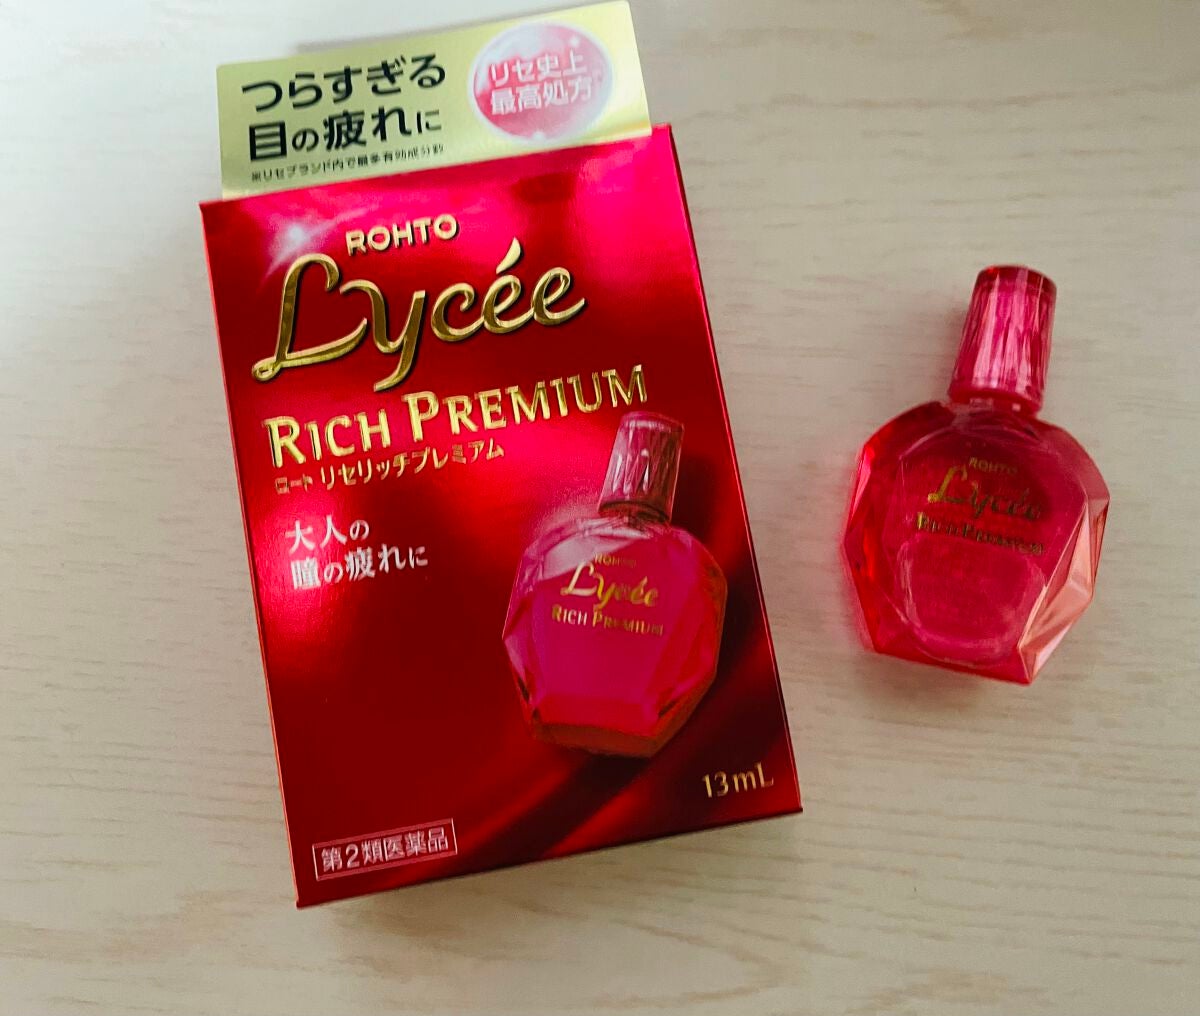 つらすぎる
目の疲れに
※リセブランド内で最多有効成分数
リセ史上
最高処方※
ROHTO
Lycée
RICH PREMIUM
ロート リセリッチプレミアム
大人の
瞳の疲れに
ROHTO
Lycée
RICH PREMIUM
13mL
第2類医薬品
ROHTO
Lycée
RICH PREMIUM